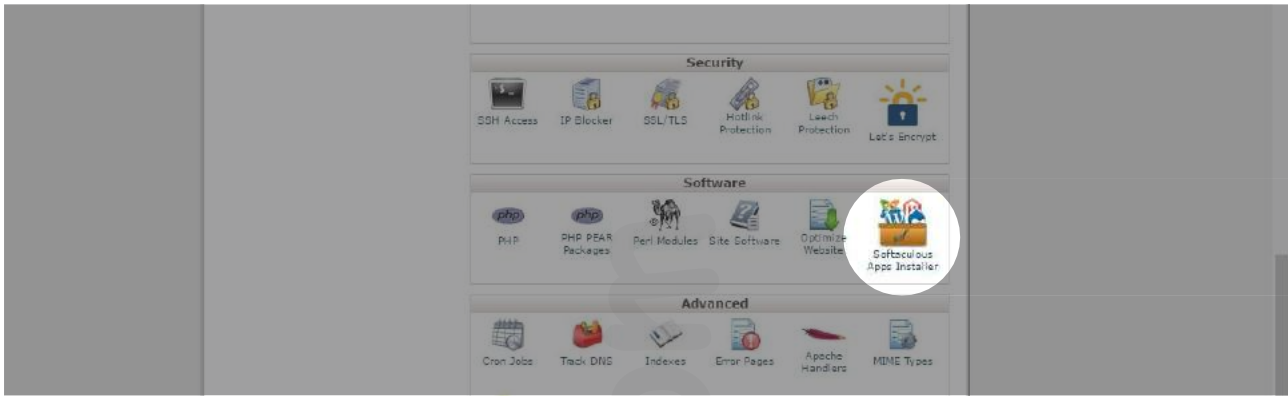 Security
SSH Access
IP Blocker
SSL/TLS
Hotlink
Protection
Leech
Protection
Let's Encrypt
Software
php
PHP
php
PHP PEAR
Packages
Perl Modules
Site Software
Optimize
Website
Softaculous
Apps Installer
Advanced
Cron Jobs
Track DNS
Indexes
Error Pages
Apache
Handlers
MIME Types